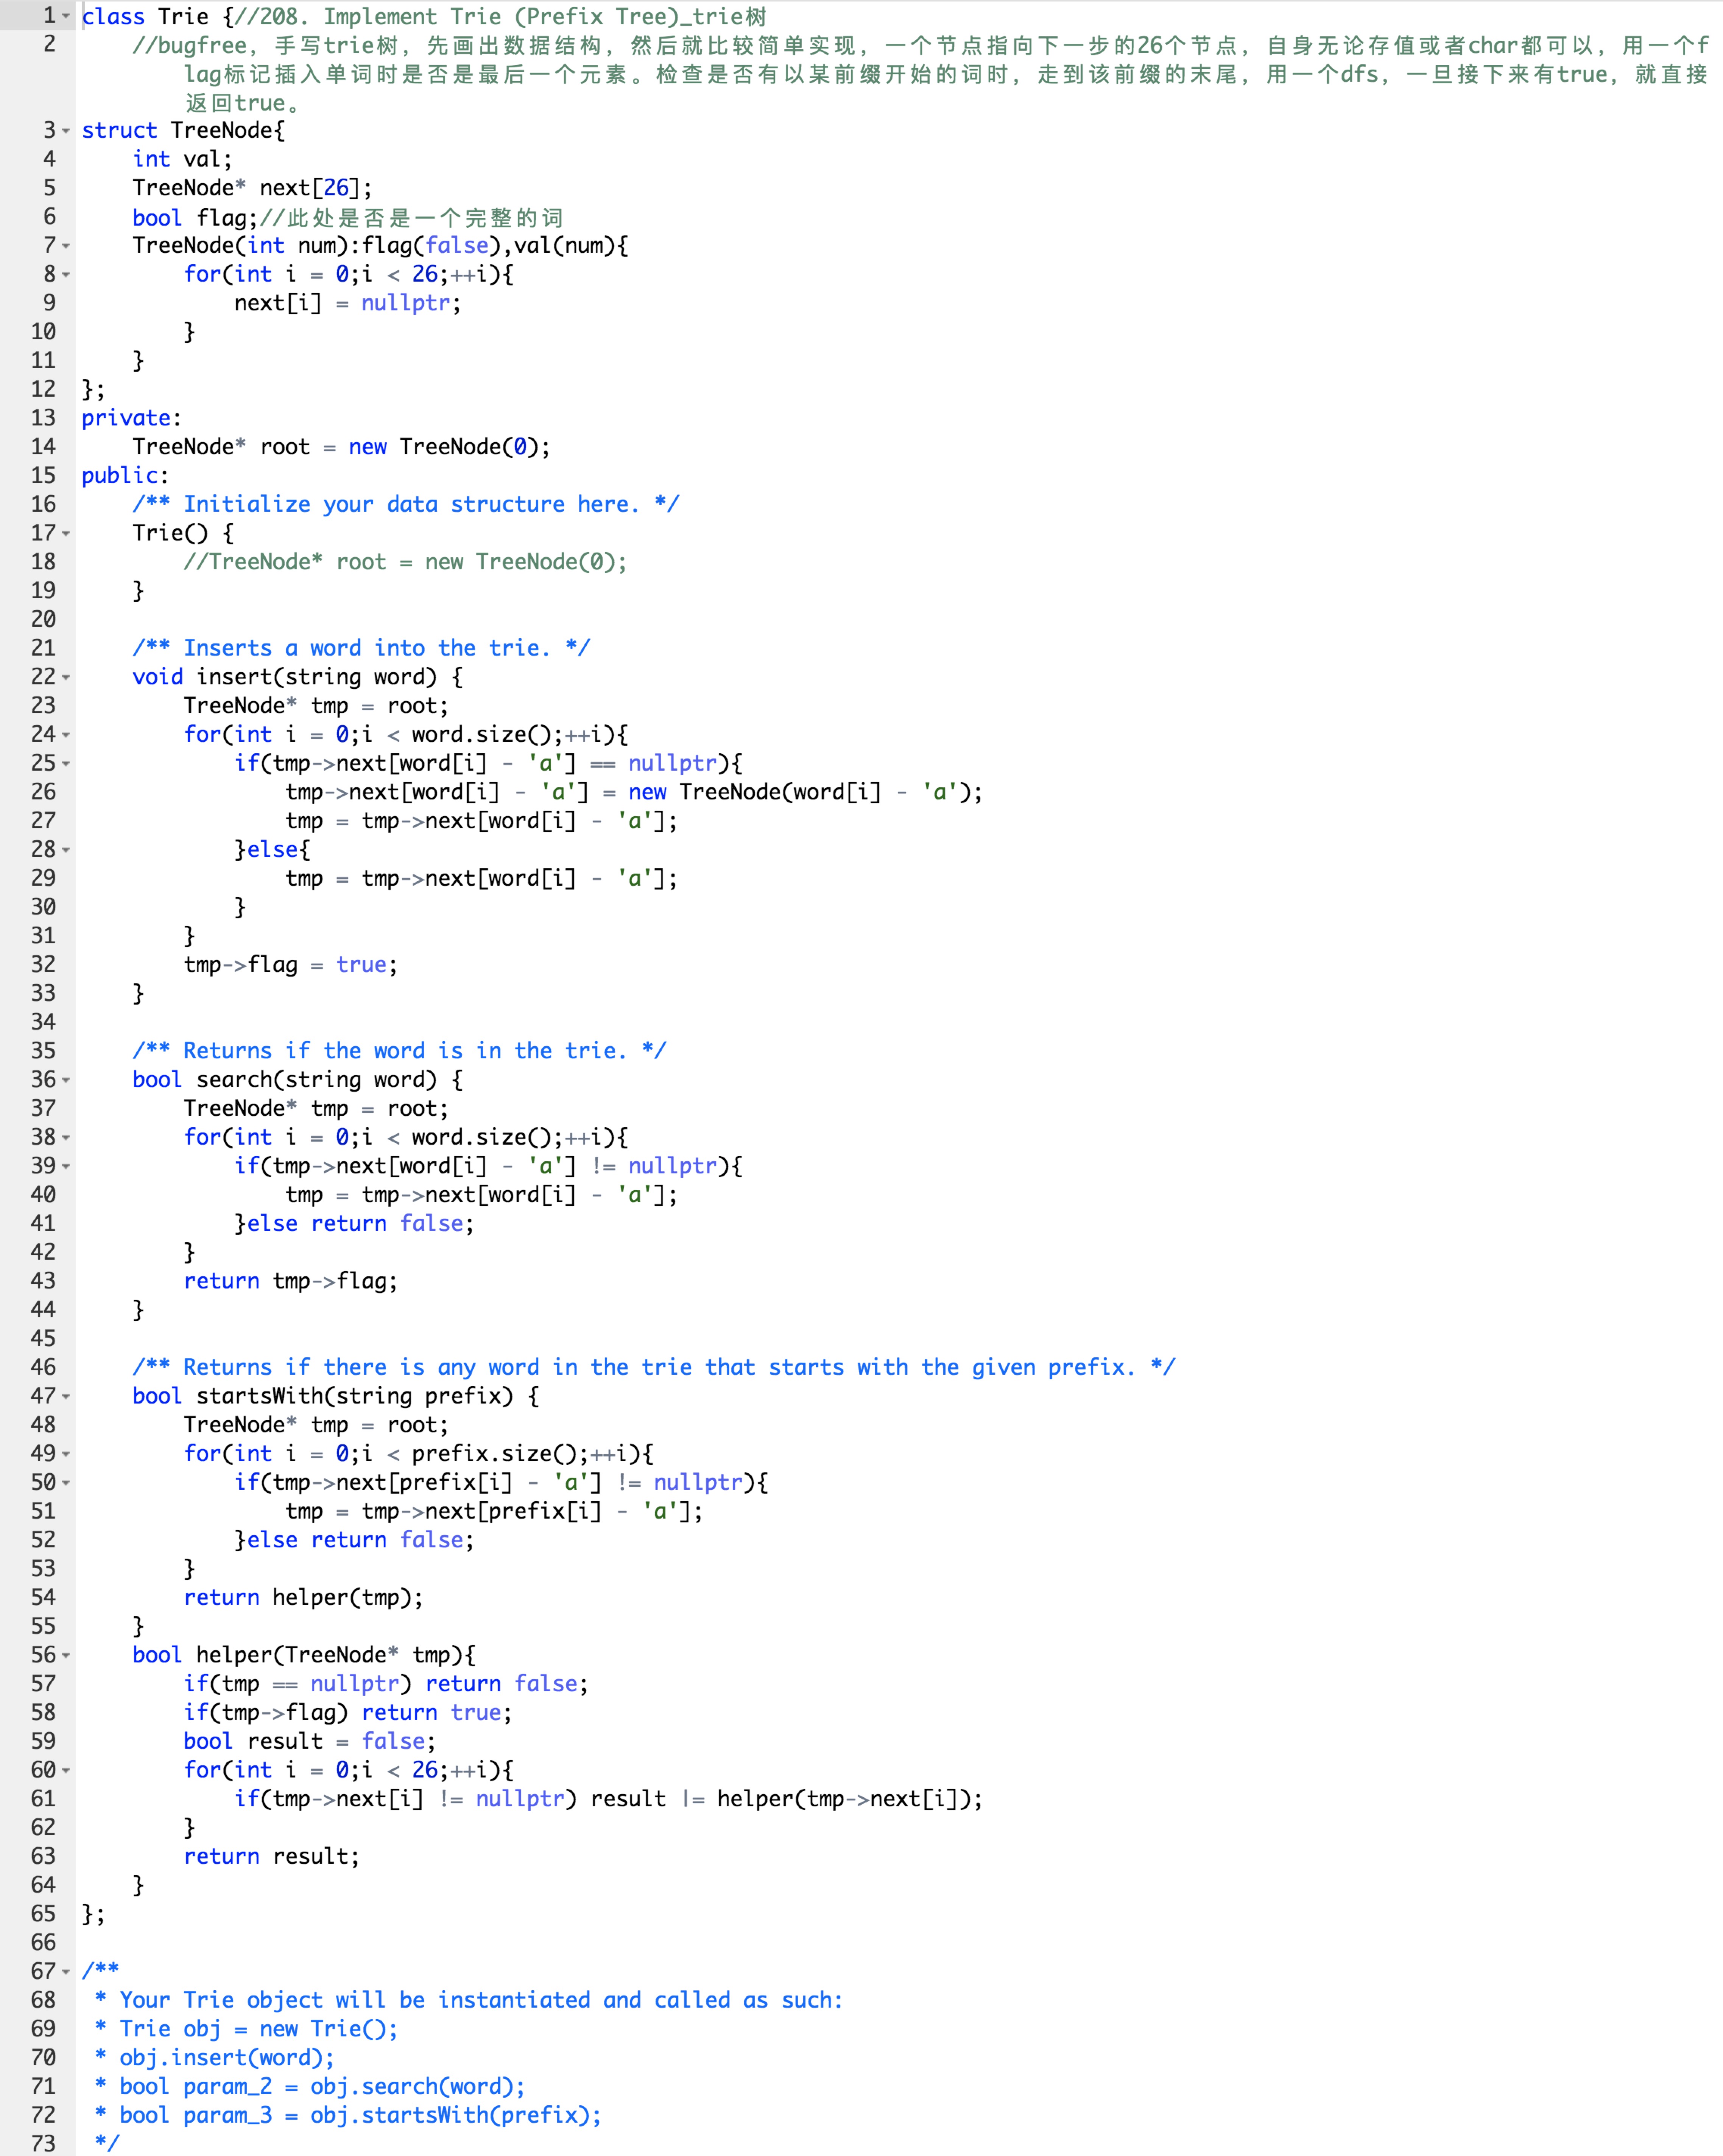 1 class Trie {//208. Implement Trie (Prefix Tree)_trie树
2     //bugfree, 手写trie树, 先画出数据结构, 然后就比较简单实现, 一个节点指向下一步的26个节点, 自身无论存值或者char都可以, 用一个f
lag标记插入单词时是否是最后一个元素。检查是否有以某前缀开始的词时, 走到该前缀的末尾, 用一个dfs, 一旦接下来有true, 就直接
返回true。
3 struct TreeNode{
4     int val;
5     TreeNode* next[26];
6     bool flag;//此处是否是一个完整的词
7     TreeNode(int num):flag(false),val(num){
8         for(int i = 0;i < 26;++i){
9             next[i] = nullptr;
10         }
11     }
12 };
13 private:
14     TreeNode* root = new TreeNode(0);
15 public:
16     /** Initialize your data structure here. */
17     Trie() {
18         //TreeNode* root = new TreeNode(0);
19     }
20
21     /** Inserts a word into the trie. */
22     void insert(string word) {
23         TreeNode* tmp = root;
24         for(int i = 0;i < word.size();++i){
25             if(tmp->next[word[i] - 'a'] == nullptr){
26                 tmp->next[word[i] - 'a'] = new TreeNode(word[i] - 'a');
27                 tmp = tmp->next[word[i] - 'a'];
28             }else{
29                 tmp = tmp->next[word[i] - 'a'];
30             }
31         }
32         tmp->flag = true;
33     }
34
35     /** Returns if the word is in the trie. */
36     bool search(string word) {
37         TreeNode* tmp = root;
38         for(int i = 0;i < word.size();++i){
39             if(tmp->next[word[i] - 'a'] != nullptr){
40                 tmp = tmp->next[word[i] - 'a'];
41             }else return false;
42         }
43         return tmp->flag;
44     }
45
46     /** Returns if there is any word in the trie that starts with the given prefix. */
47     bool startsWith(string prefix) {
48         TreeNode* tmp = root;
49         for(int i = 0;i < prefix.size();++i){
50             if(tmp->next[prefix[i] - 'a'] != nullptr){
51                 tmp = tmp->next[prefix[i] - 'a'];
52             }else return false;
53         }
54         return helper(tmp);
55     }
56     bool helper(TreeNode* tmp){
57         if(tmp == nullptr) return false;
58         if(tmp->flag) return true;
59         bool result = false;
60         for(int i = 0;i < 26;++i){
61             if(tmp->next[i] != nullptr) result |= helper(tmp->next[i]);
62         }
63         return result;
64     }
65 };
66
67 /**
68  * Your Trie object will be instantiated and called as such:
69  * Trie obj = new Trie();
70  * obj.insert(word);
71  * bool param_2 = obj.search(word);
72  * bool param_3 = obj.startsWith(prefix);
73  */